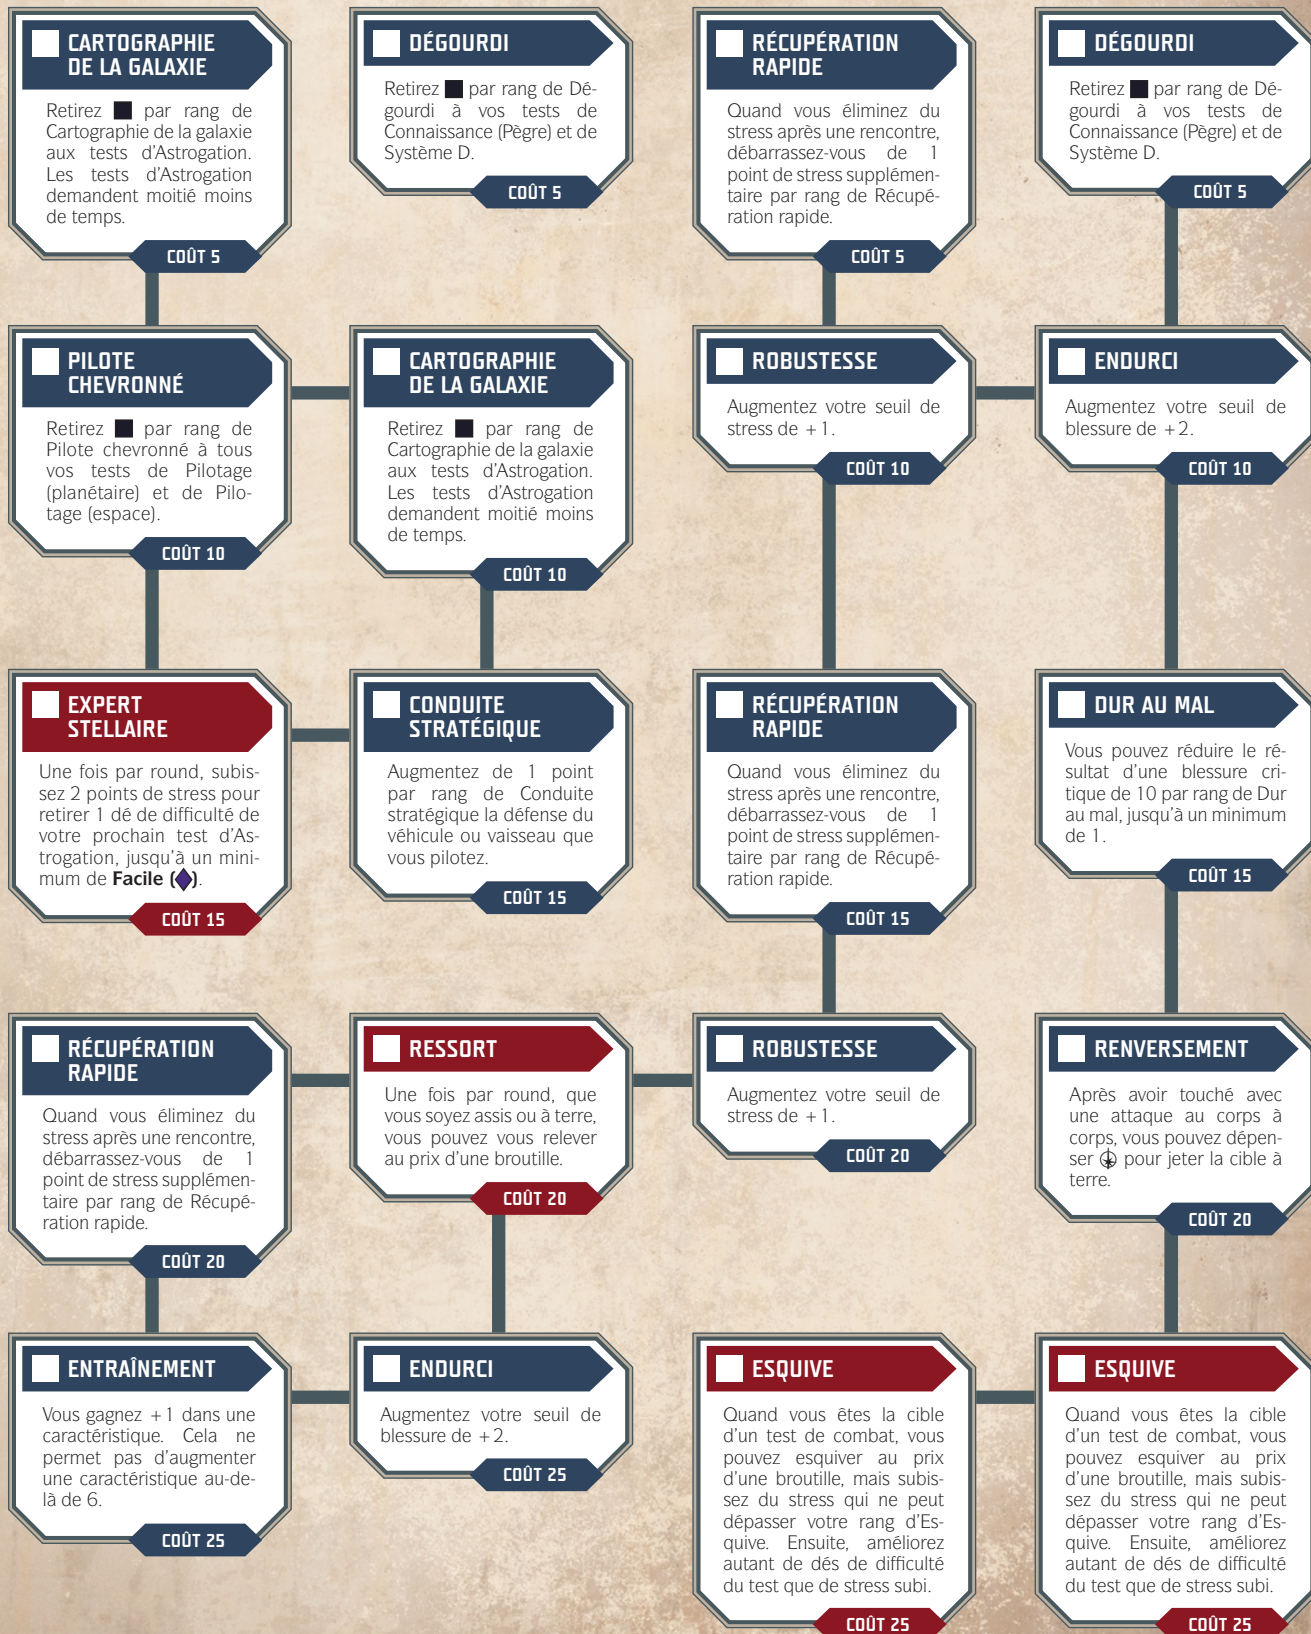 CARTOGRAPHIE
DE LA GALAXIE
Retirez ■ par rang de
Cartographie de la galaxie
aux tests d'Astrogation.
Les tests d'Astrogation
demandent moitié moins
de temps.
COÛT 5
DÉGOURDI
Retirez ■ par rang de Dé-
gourdi à vos tests de
Connaissance (Pègre) et de
Système D.
COÛT 5
RÉCUPÉRATION
RAPIDE
Quand vous éliminez du
stress après une rencontre,
débarrassez-vous de 1
point de stress supplémen-
taire par rang de Récupé-
ration rapide.
COÛT 5
DÉGOURDI
Retirez ■ par rang de Dé-
gourdi à vos tests de
Connaissance (Pègre) et de
Système D.
COÛT 5
PILOTE
CHEVRONNÉ
Retirez ■ par rang de
Pilote chevronné à tous
vos tests de Pilotage
(planétaire) et de Pilo-
tage (espace).
COÛT 10
CARTOGRAPHIE
DE LA GALAXIE
Retirez ■ par rang de
Cartographie de la galaxie
aux tests d'Astrogation.
Les tests d'Astrogation
demandent moitié moins
de temps.
COÛT 10
ROBUSTESSE
Augmentez votre seuil de
stress de +1.
COÛT 10
ENDURCI
Augmentez votre seuil de
blessure de +2.
COÛT 10
EXPERT
STELLAIRE
Une fois par round, subis-
sez 2 points de stress pour
retirer 1 dé de difficulté de
votre prochain test d'As-
trogation, jusqu'à un mini-
mum de Facile (♦).
COÛT 15
CONDUITE
STRATÉGIQUE
Augmentez de 1 point
par rang de Conduite
stratégique la défense du
véhicule ou vaisseau que
vous pilotez.
COÛT 15
RÉCUPÉRATION
RAPIDE
Quand vous éliminez du
stress après une rencontre,
débarrassez-vous de 1
point de stress supplémen-
taire par rang de Récupé-
ration rapide.
COÛT 15
DUR AU MAL
Vous pouvez réduire le ré-
sultat d'une blessure cri-
tique de 10 par rang de Dur
au mal, jusqu'à un minimum
de 1.
COÛT 15
RÉCUPÉRATION
RAPIDE
Quand vous éliminez du
stress après une rencontre,
débarrassez-vous de 1
point de stress supplémen-
taire par rang de Récupé-
ration rapide.
COÛT 20
RESSORT
Une fois par round, que
vous soyez assis ou à terre,
vous pouvez vous relever
au prix d'une broutille.
COÛT 20
ROBUSTESSE
Augmentez votre seuil de
stress de +1.
COÛT 20
RENVERSEMENT
Après avoir touché avec
une attaque au corps à
corps, vous pouvez dépen-
ser pour jeter la cible à
terre.
COÛT 20
ENTRAÎNEMENT
Vous gagnez +1 dans une
caractéristique. Cela ne
permet pas d'augmenter
une caractéristique au-de-
là de 6.
COÛT 25
ENDURCI
Augmentez votre seuil de
blessure de +2.
COÛT 25
ESQUIVE
Quand vous êtes la cible
d'un test de combat, vous
pouvez esquiver au prix
d'une broutille, mais subis-
sez du stress qui ne peut
dépasser votre rang d'Es-
quive. Ensuite, améliorez
autant de dés de difficulté
du test que de stress subi.
COÛT 25
ESQUIVE
Quand vous êtes la cible
d'un test de combat, vous
pouvez esquiver au prix
d'une broutille, mais subis-
sez du stress qui ne peut
dépasser votre rang d'Es-
quive. Ensuite, améliorez
autant de dés de difficulté
du test que de stress subi.
COÛT 25